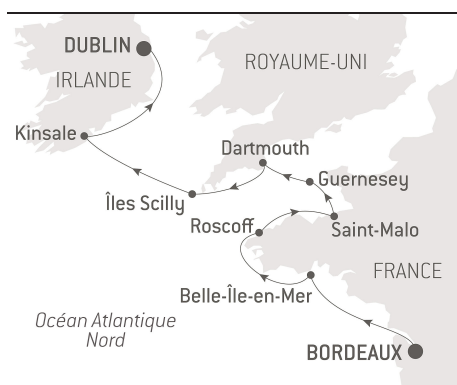 DUBLIN
ROYAUME-UNI
IRLANDE
Kinsale
Dartmouth
Guernesey
Îles Scilly
Roscoff
Saint-Malo
FRANCE
Belle-Île-en-Mer
Océan Atlantique
Nord
BORDEAUX